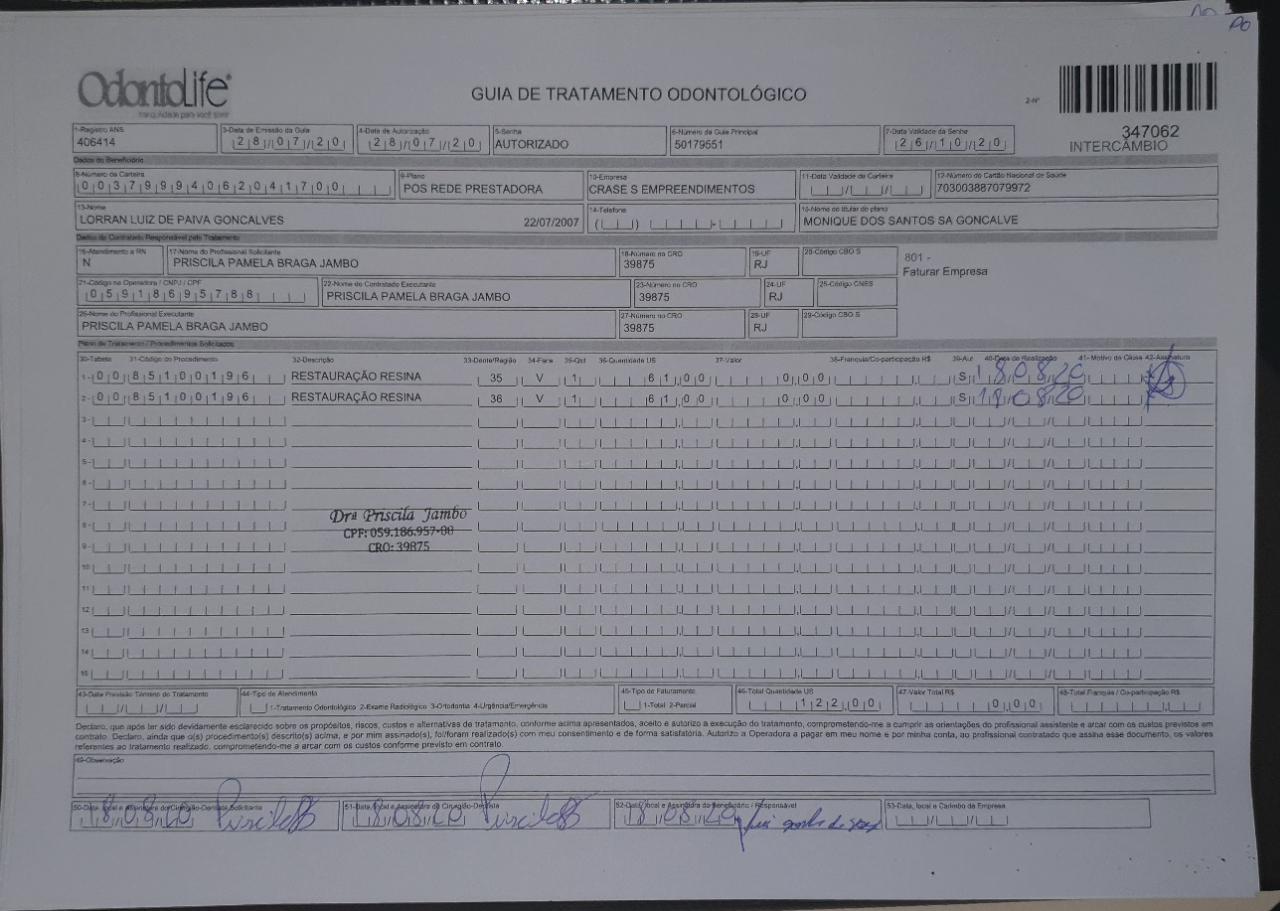 OdontoLife®
tranquilidade para você sorrir
GUIA DE TRATAMENTO ODONTOLÓGICO
2-Nº
347062
INTERCÂMBIO
1-Registro ANS
406414
3-Data de Emissão da Guia
28/07/20
4-Data de Autorização
28/07/20
5-Senha
AUTORIZADO
6-Número da Guia Principal
50179551
7-Data Validade da Senha
26/10/20
Dados do Beneficiário
8-Número da Carteira
00379994062041700
9-Plano
POS REDE PRESTADORA
10-Empresa
CRASE S EMPREENDIMENTOS
11-Data Validade da Carteira
12-Número do Cartão Nacional de Saúde
703003887079972
13-Nome
LORRAN LUIZ DE PAIVA GONCALVES 22/07/2007
14-Telefone
15-Nome do titular do plano
MONIQUE DOS SANTOS SA GONCALVE
Dados do Contratado Responsável pelo Tratamento
16-Atendimento a RN
N
17-Nome do Profissional Solicitante
PRISCILA PAMELA BRAGA JAMBO
18-Número no CRO
39875
19-UF
RJ
20-Código CBO S
801 -
Faturar Empresa
21-Código na Operadora / CNPJ / CPF
05918695788
22-Nome do Contratado Executante
PRISCILA PAMELA BRAGA JAMBO
23-Número no CRO
39875
24-UF
RJ
25-Código CNES
26-Nome do Profissional Executante
PRISCILA PAMELA BRAGA JAMBO
27-Número no CRO
39875
28-UF
RJ
29-Código CBO S
Plano de Tratamento / Procedimentos Solicitados
30-Tabela 31-Código do Procedimento 32-Descrição 33-Dente/Região 34-Face 35-Qtd 36-Quantidade US 37-Valor 38-Franquia/Co-participação R$ 39-Aut 40-Data de Realização 41-Motivo da Glosa 42-Assinatura
1- 00 85100196 RESTAURAÇÃO RESINA 35 V 1 61,00 0,00 S 18/08/20
2- 00 85100196 RESTAURAÇÃO RESINA 36 V 1 61,00 0,00 S 18/08/20
3-
4-
5-
6-
7-
8-
9-
10
11
12
13
14
15
Drª Priscila Jambo
CPF: 059.186.957-88
CRO: 39875
43-Data Previsão Término do Tratamento
44-Tipo de Atendimento
1-Tratamento Odontológico 2-Exame Radiológico 3-Ortodontia 4-Urgência/Emergência
45-Tipo de Faturamento
1-Total 2-Parcial
46-Total Quantidade US
122,00
47-Valor Total R$
0,00
48-Total Franquia / Co-participação R$
Declaro, que após ter sido devidamente esclarecido sobre os propósitos, riscos, custos e alternativas de tratamento, conforme acima apresentados, aceito e autorizo a execução do tratamento, comprometendo-me a cumprir as orientações do profissional assistente e arcar com os custos previstos em
contrato. Declaro, ainda que o(s) procedimento(s) descrito(s) acima, e por mim assinado(s), foi/foram realizado(s) com meu consentimento e de forma satisfatória. Autorizo a Operadora a pagar em meu nome e por minha conta, ao profissional contratado que assina esse documento, os valores
referentes ao tratamento realizado, comprometendo-me a arcar com os custos conforme previsto em contrato.
49-Observação
50-Data, local e Assinatura do Cirurgião-Dentista Solicitante
18/08/20
51-Data, local e Assinatura do Cirurgião-Dentista
18/08/20
52-Data, local e Assinatura do Beneficiário / Responsável
18/08/20
53-Data, local e Carimbo da Empresa